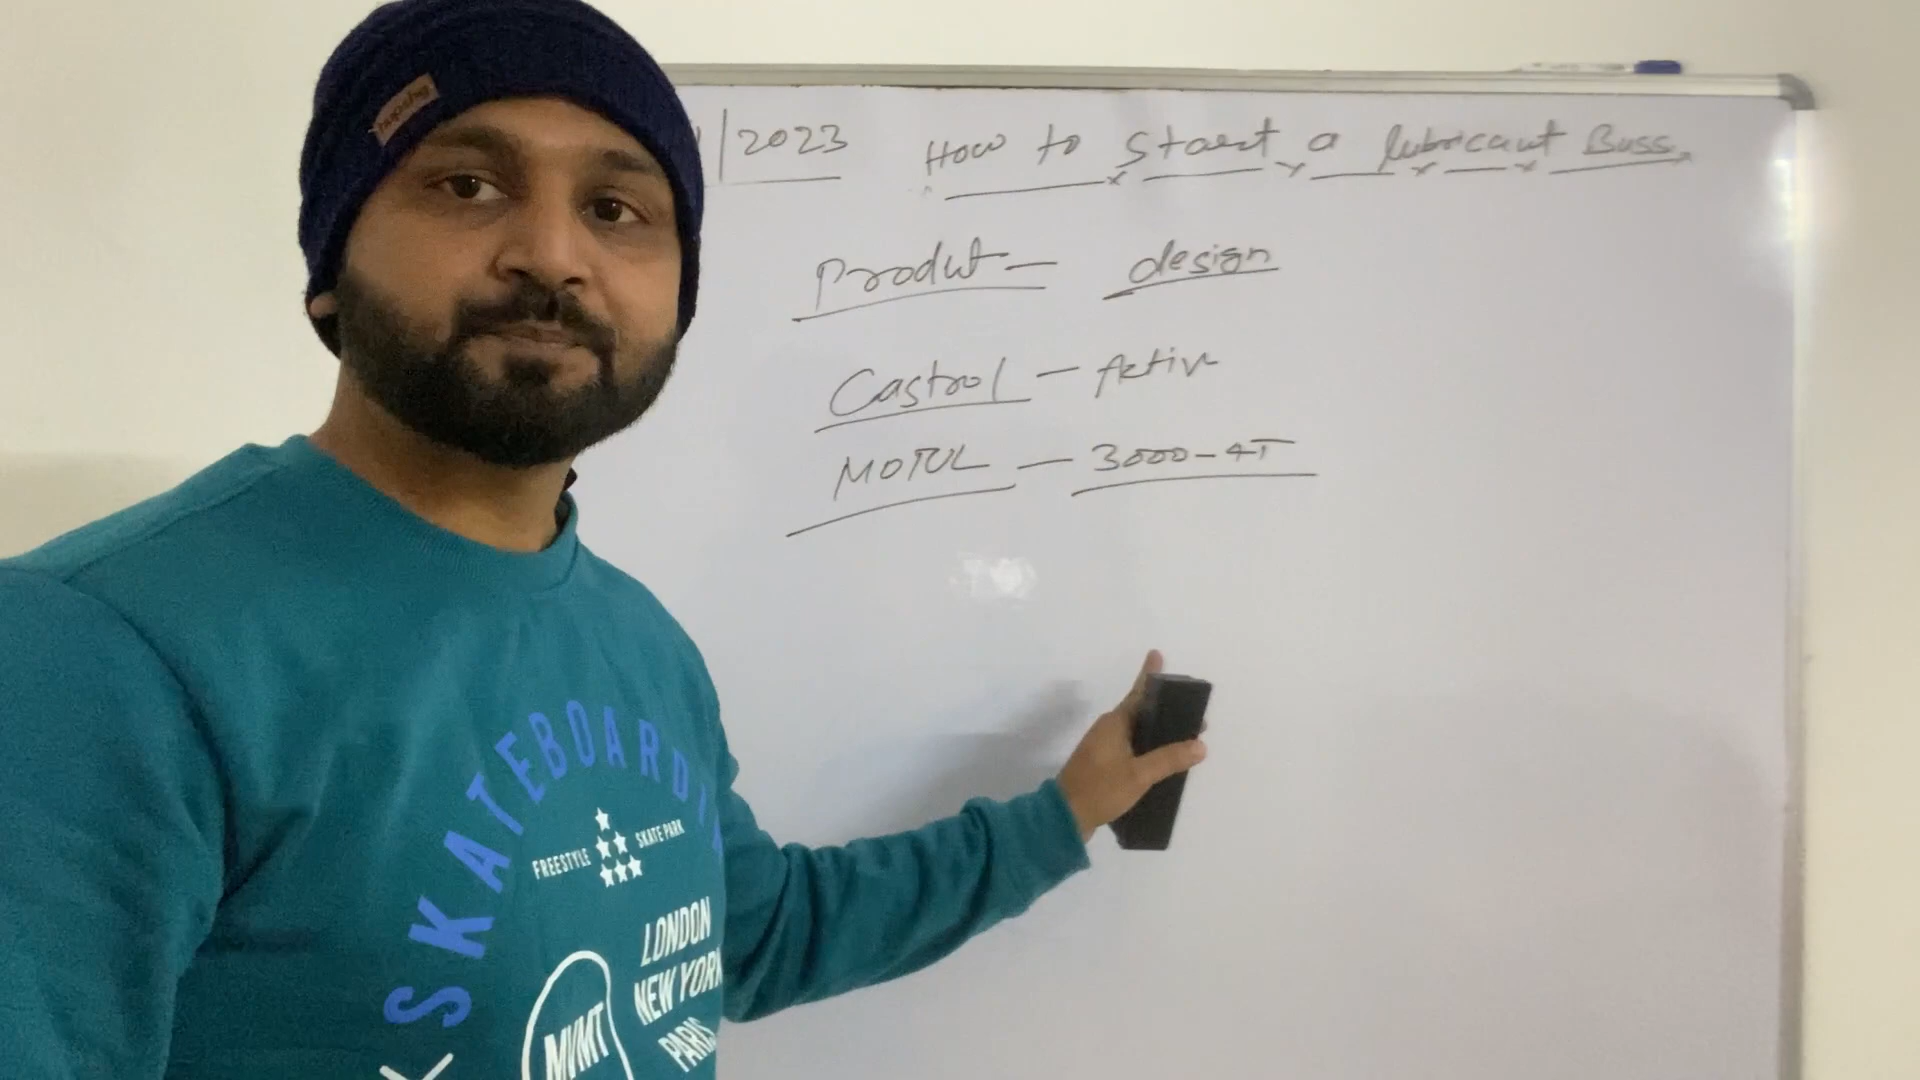 /2023 How to Start a lubricant Buss
Produt — design
Castrol — Activ
MOTUL — 3000-4T
SKATEBOARDI
FREESTYLE SKATE PARK
LONDON
NEW YORK
PARIS
MVMT